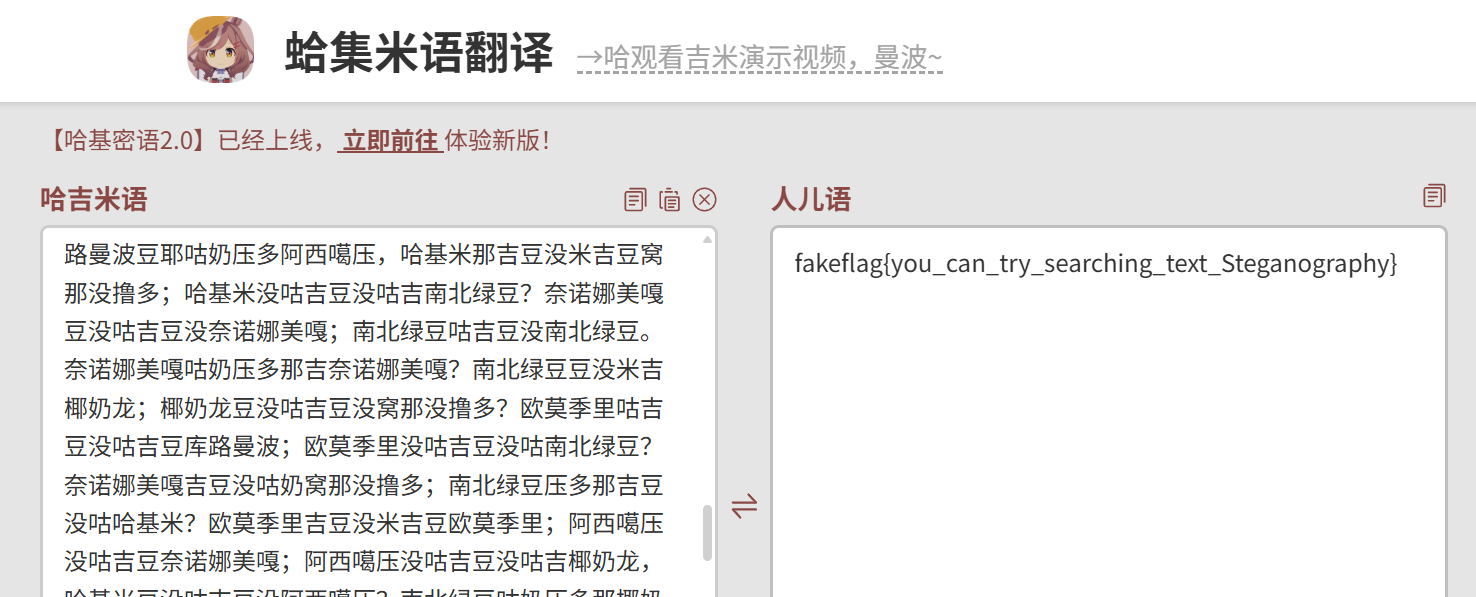 蛤集米语翻译 →哈观看吉米演示视频，曼波~
【哈基密语2.0】已经上线，立即前往 体验新版！
哈吉米语
路曼波豆耶咕奶压多阿西噶压，哈基米那吉豆没米吉豆窝
那没撸多；哈基米没咕吉豆没咕吉南北绿豆？奈诺娜美嘎
豆没咕吉豆没奈诺娜美嘎；南北绿豆咕吉豆没南北绿豆。
奈诺娜美嘎咕奶压多那吉奈诺娜美嘎？南北绿豆豆没米吉
椰奶龙；椰奶龙豆没咕吉豆没窝那没撸多？欧莫季里咕吉
豆没咕吉豆库路曼波；欧莫季里没咕吉豆没咕南北绿豆？
奈诺娜美嘎吉豆没咕奶窝那没撸多；南北绿豆压多那吉豆
没咕哈基米？欧莫季里吉豆没米吉豆欧莫季里；阿西噶压
没咕吉豆奈诺娜美嘎；阿西噶压没咕吉豆没咕吉椰奶龙，
人儿语
fakeflag{you_can_try_searching_text_Steganography}